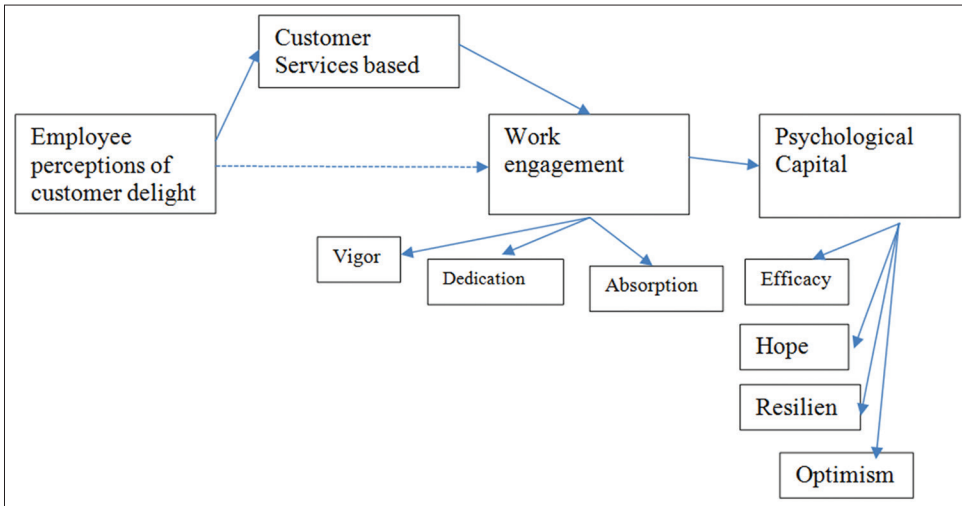 Customer
Services based
Employee
perceptions of
customer delight
Work
engagement
Psychological
Capital
Vigor
Dedication
Absorption
Efficacy
Hope
Resilien
Optimism